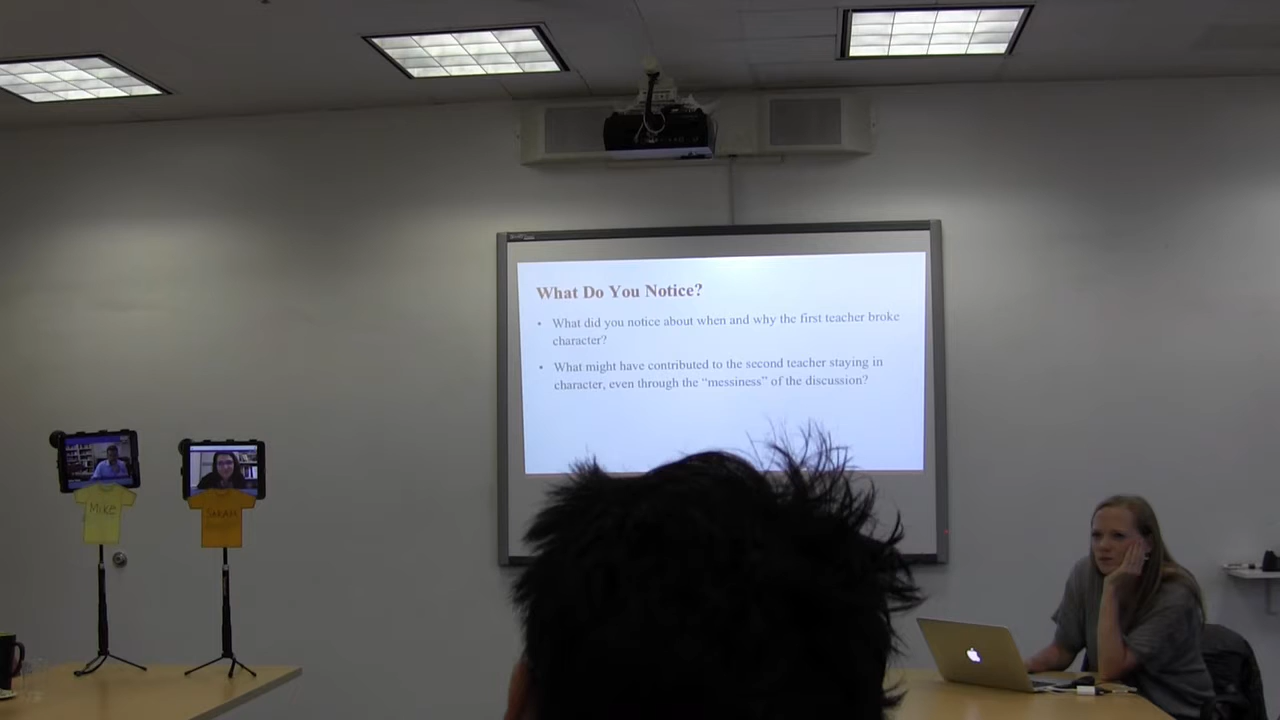 What Do You Notice?
• What did you notice about when and why the first teacher broke
character?
• What might have contributed to the second teacher staying in
character, even through the “messiness” of the discussion?
Mike
SARAH